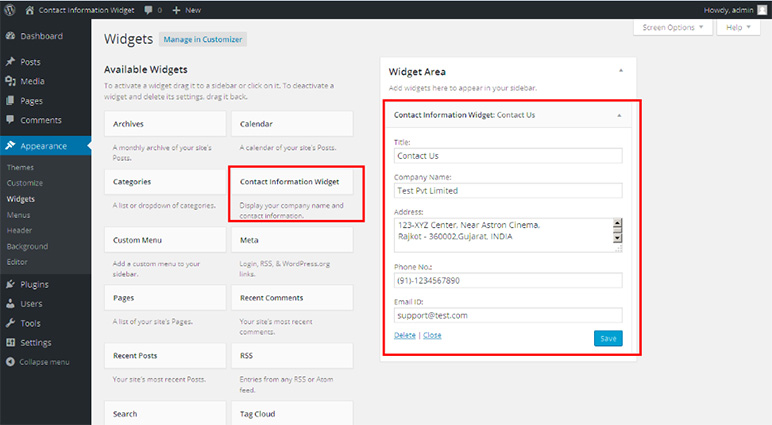 Contact Information Widget 0 + New Howdy, admin
Screen Options Help
Dashboard
Posts
Media
Pages
Comments
Appearance
Themes
Customize
Widgets
Menus
Header
Background
Editor
Plugins
Users
Tools
Settings
Collapse menu
Widgets Manage in Customizer
Available Widgets
To activate a widget drag it to a sidebar or click on it. To deactivate a
widget and delete its settings, drag it back.
Archives
A monthly archive of your site's
Posts.
Calendar
A calendar of your site's Posts.
Categories
A list or dropdown of categories.
Contact Information Widget
Display your company name and
contact information.
Custom Menu
Add a custom menu to your
sidebar.
Meta
Login, RSS, & WordPress.org
links.
Pages
A list of your site's Pages.
Recent Comments
Your site's most recent
comments.
Recent Posts
Your site's most recent Posts.
RSS
Entries from any RSS or Atom
feed.
Search
Tag Cloud
Widget Area
Add widgets here to appear in your sidebar.
Contact Information Widget: Contact Us
Title:
Contact Us
Company Name:
Test Pvt Limited
Address:
123-XYZ Center, Near Astron Cinema,
Rajkot - 360002,Gujarat, INDIA
Phone No.:
(91)-1234567890
Email ID:
support@test.com
Delete | Close Save